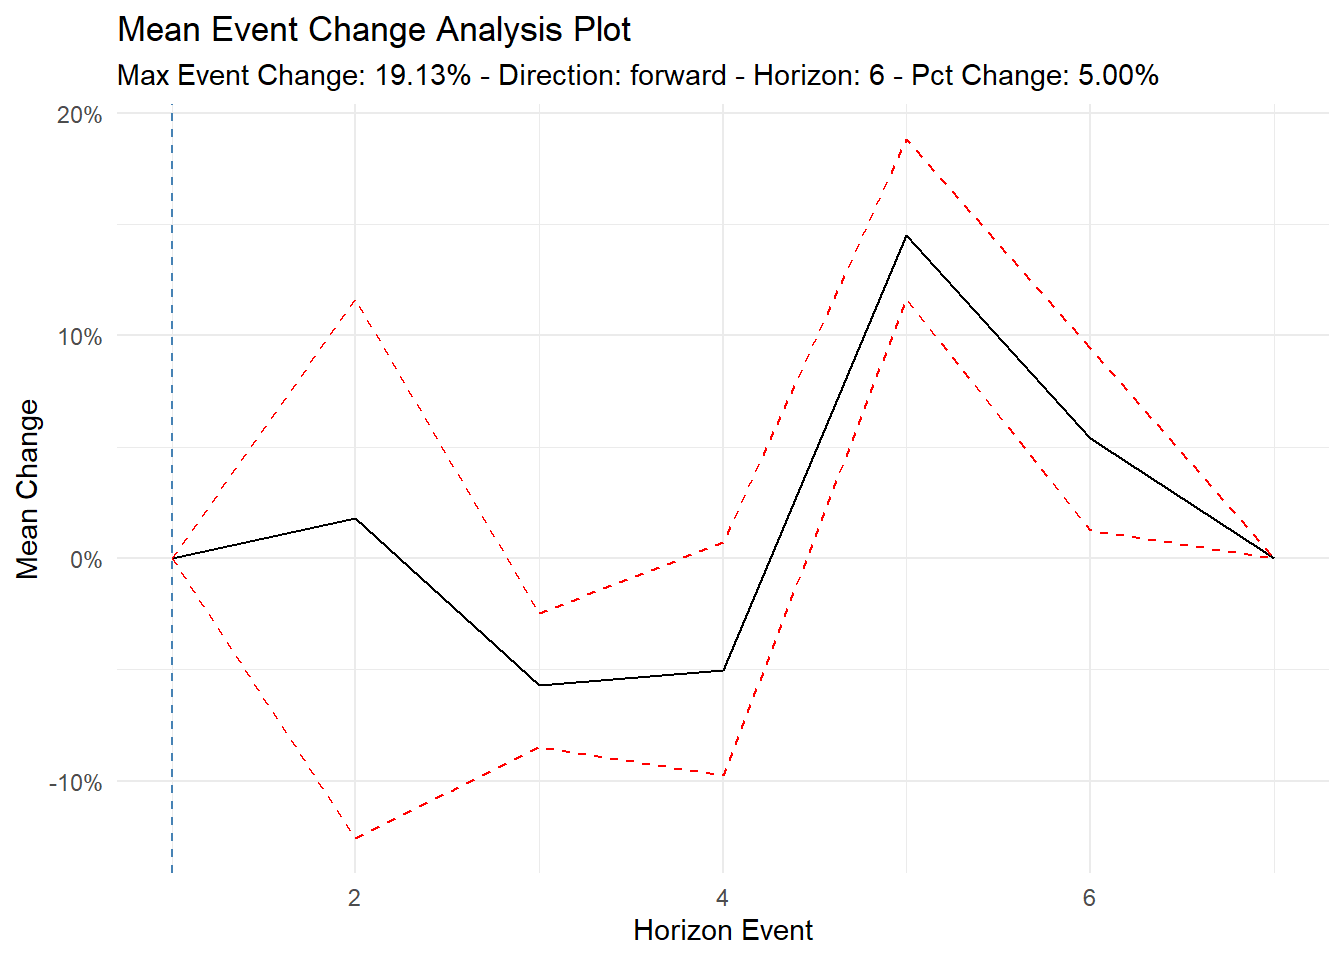 Mean Event Change Analysis Plot
Max Event Change: 19.13% - Direction: forward - Horizon: 6 - Pct Change: 5.00%
20%
10%
0%
-10%
Mean Change
2 4 6
Horizon Event